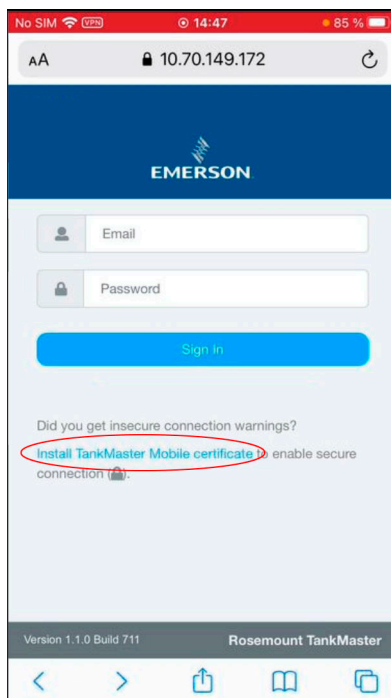 No SIM VPN 14:47 85 %
AA 10.70.149.172
EMERSON
Email
Password
Sign In
Did you get insecure connection warnings?
Install TankMaster Mobile certificate to enable secure
connection ( ).
Version 1.1.0 Build 711 Rosemount TankMaster